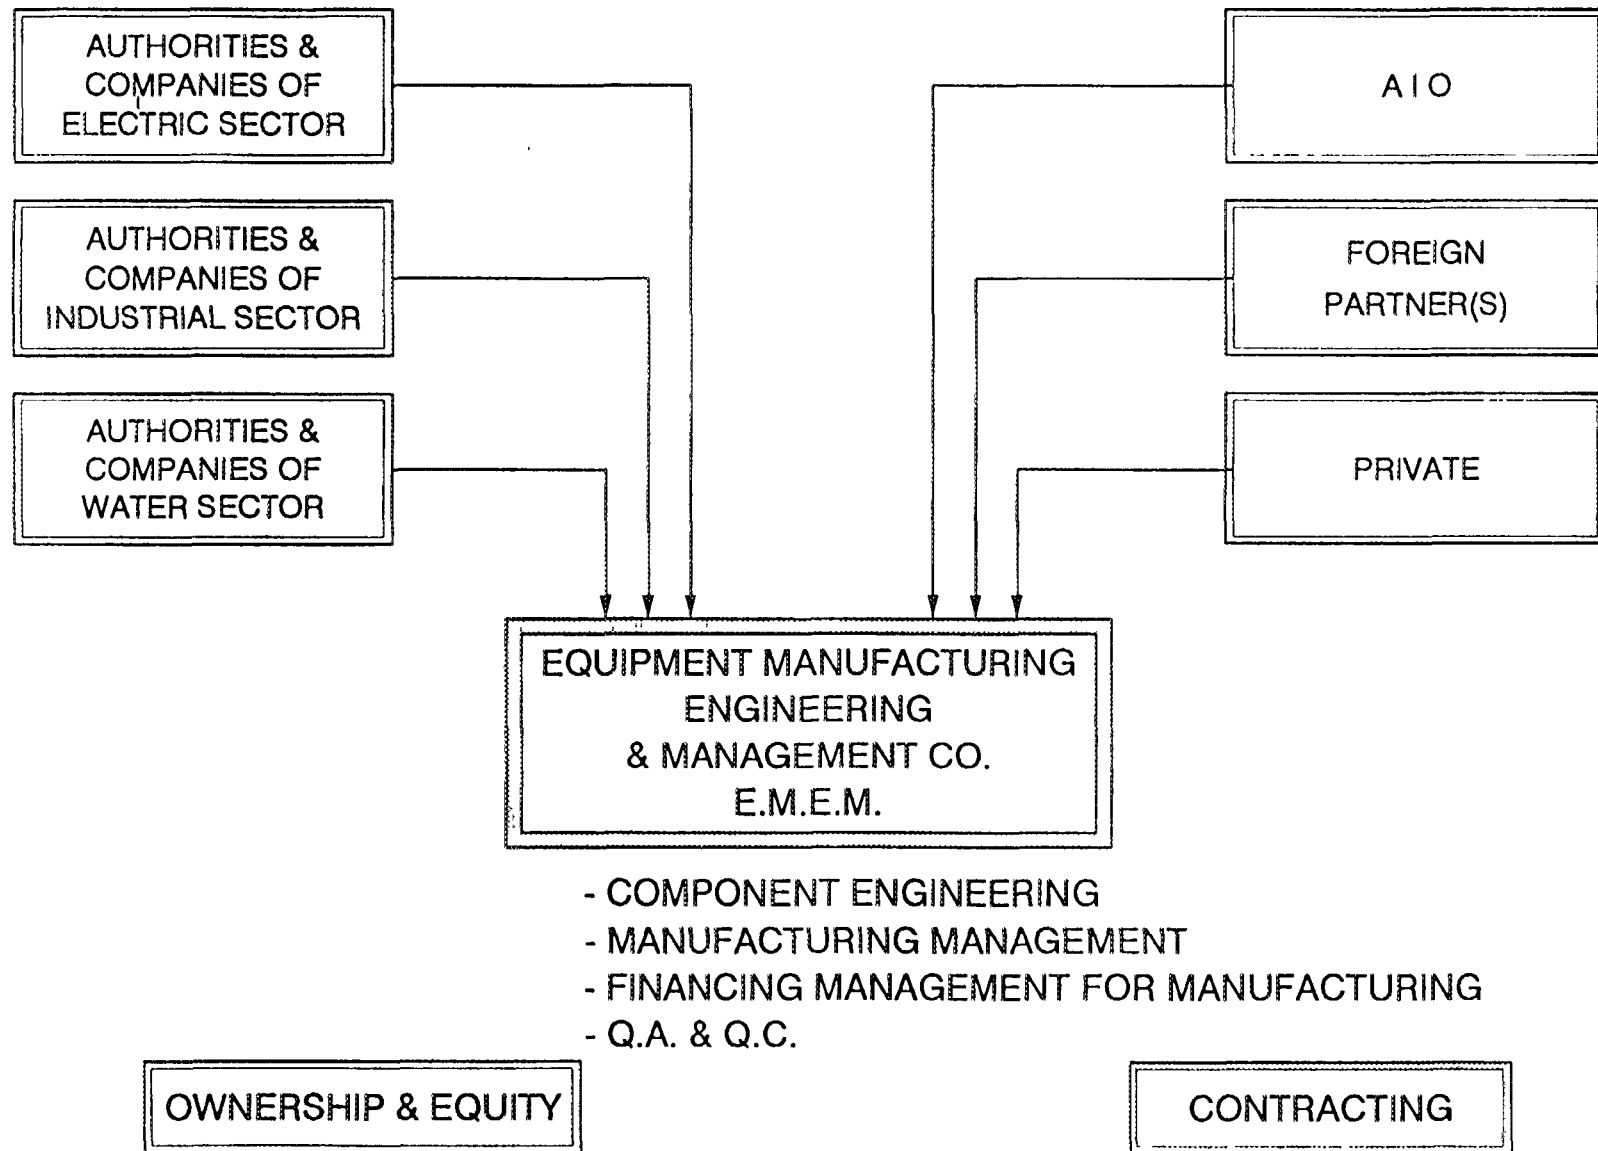 AUTHORITIES &
COMPANIES OF
ELECTRIC SECTOR
AUTHORITIES &
COMPANIES OF
INDUSTRIAL SECTOR
AUTHORITIES &
COMPANIES OF
WATER SECTOR
A I O
FOREIGN
PARTNER(S)
PRIVATE
EQUIPMENT MANUFACTURING
ENGINEERING
& MANAGEMENT CO.
E.M.E.M.
- COMPONENT ENGINEERING
- MANUFACTURING MANAGEMENT
- FINANCING MANAGEMENT FOR MANUFACTURING
- Q.A. & Q.C.
OWNERSHIP & EQUITY
CONTRACTING